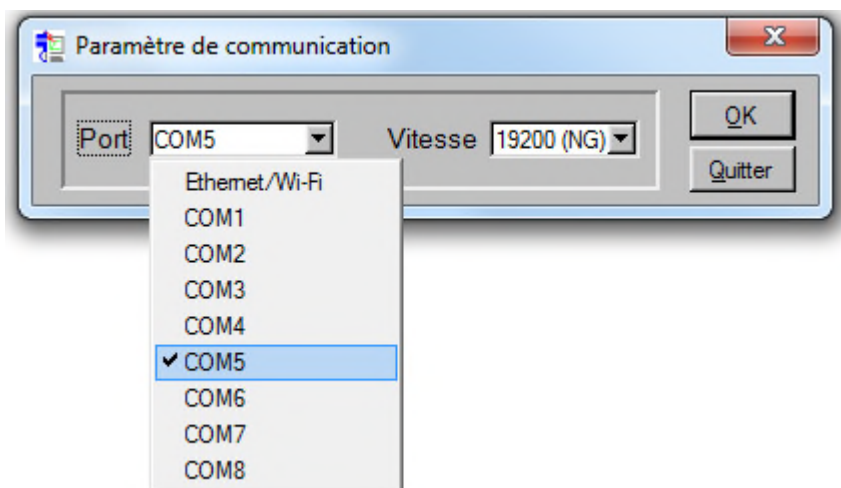 Paramètre de communication
Port COM5 Vitesse 19200 (NG)
OK
Quitter
Ethernet/Wi-Fi
COM1
COM2
COM3
COM4
COM5
COM6
COM7
COM8